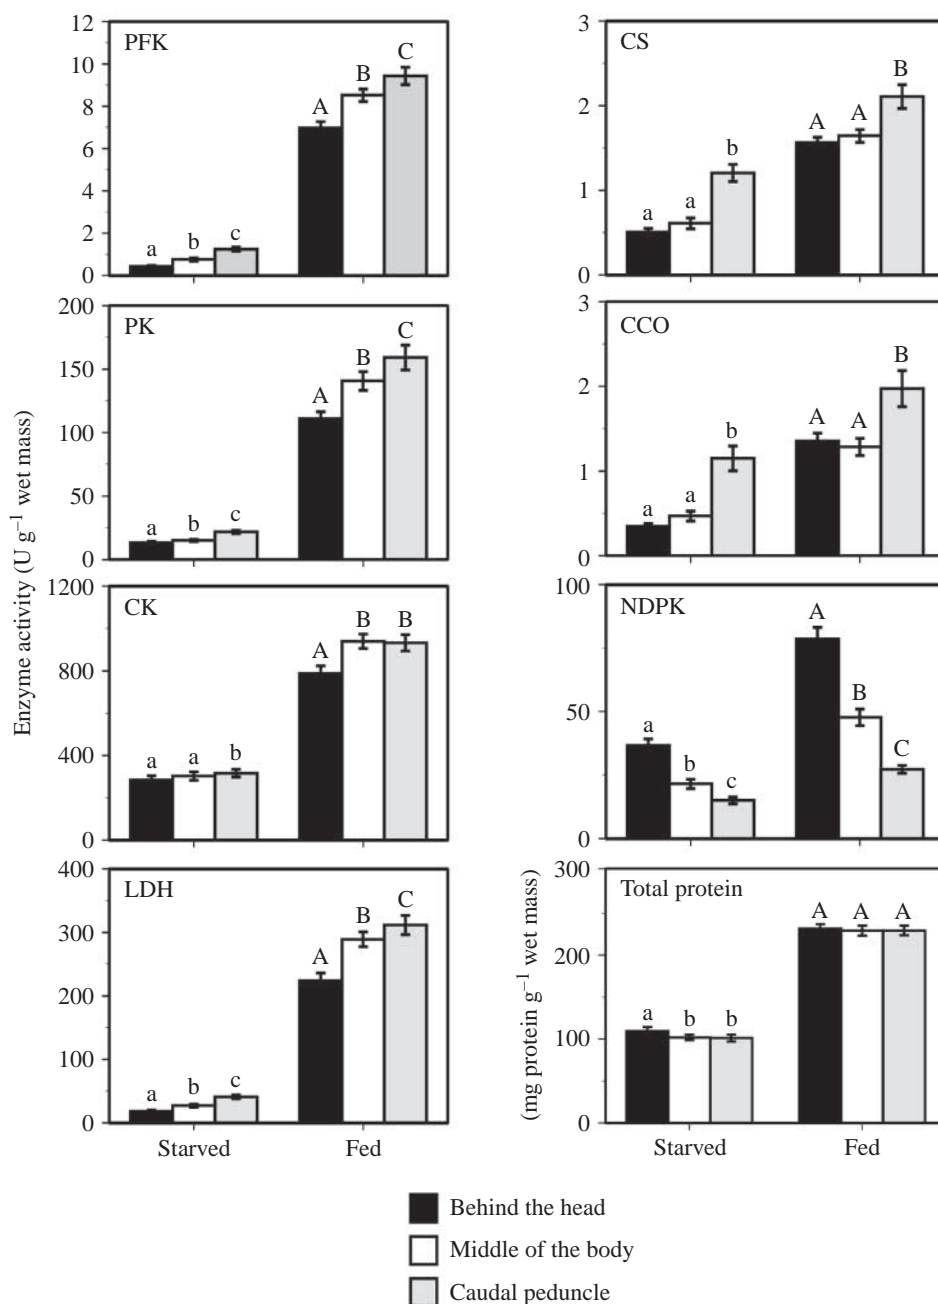 Enzyme activity (U g⁻¹ wet mass)
PFK
12
10
8
6
4
2
0
a b c
A B C
PK
200
150
100
50
0
a b c
A B C
CK
1200
800
400
0
a a b
A B B
LDH
400
300
200
100
0
a b c
A B C
Starved Fed
CS
3
2
1
0
a a b
A A B
CCO
3
2
1
0
a a b
A A B
NDPK
100
50
0
a b c
A B C
(mg protein g⁻¹ wet mass)
Total protein
300
200
100
0
a b b
A A A
Starved Fed
Behind the head
Middle of the body
Caudal peduncle